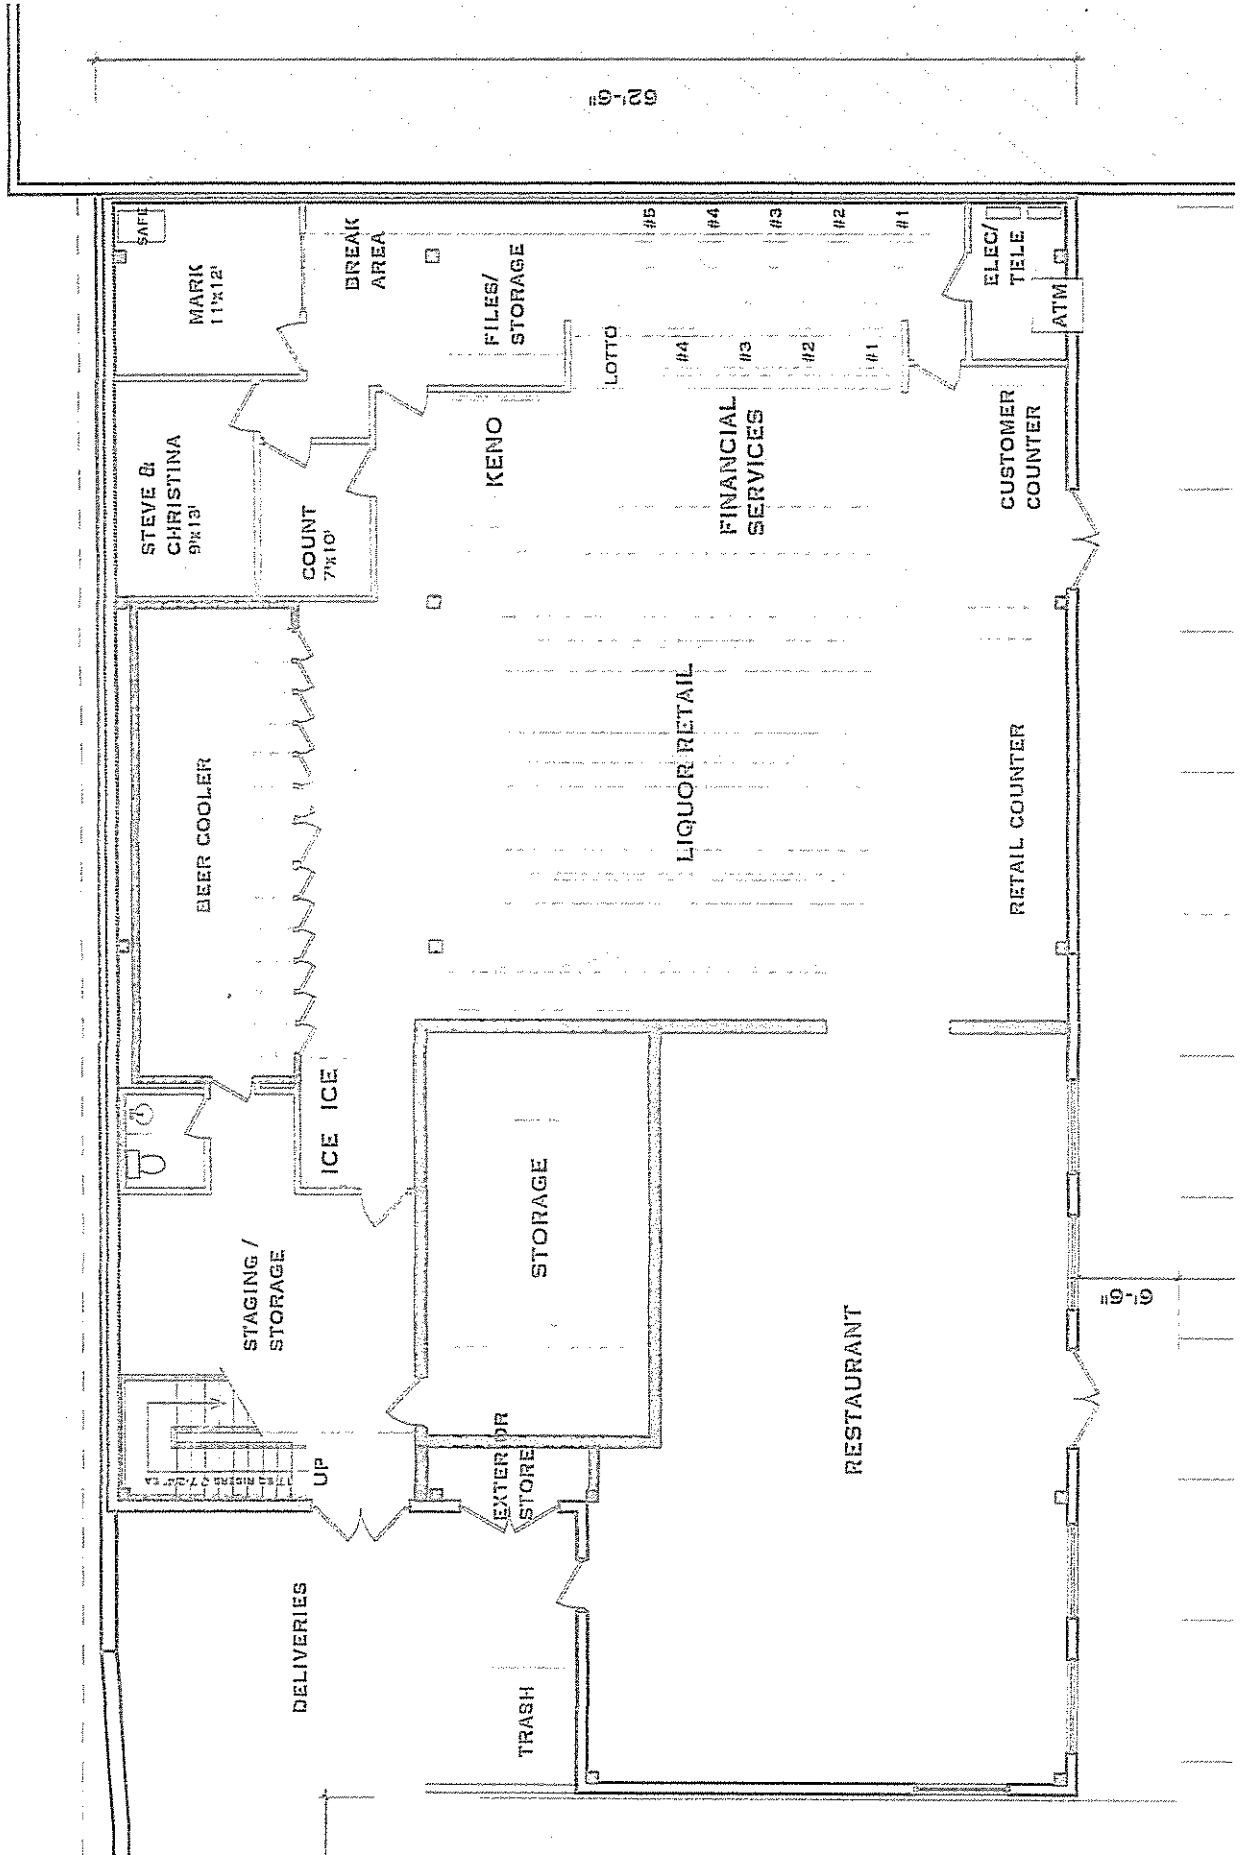 62'-6"
SAFE
MARK
11'x12'
BREAK
AREA
FILES/
STORAGE
#5
#4
#3
#2
#1
ELEC/
TELE
ATM
LOTTO
#4
#3
#2
#1
STEVE &
CHRISTINA
9'x13'
COUNT
7'x10'
KENO
FINANCIAL
SERVICES
CUSTOMER
COUNTER
BEER COOLER
LIQUOR RETAIL
RETAIL COUNTER
ICE ICE
STORAGE
STAGING /
STORAGE
6'-6"
RESTAURANT
UP
EXTERIOR
STORE
DELIVERIES
TRASH